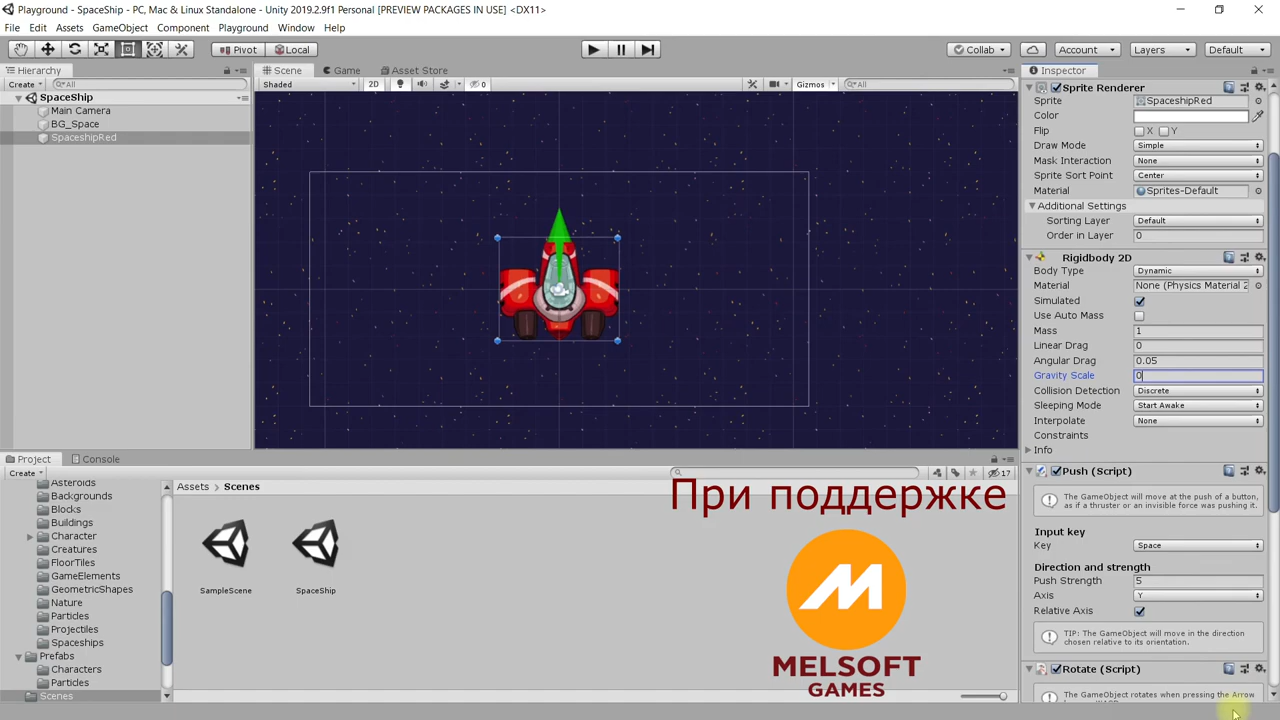 Playground - SpaceShip - PC, Mac & Linux Standalone - Unity 2019.2.9f1 Personal [PREVIEW PACKAGES IN USE] <DX11>
File Edit Assets GameObject Component Playground Window Help
Pivot Local Collab Account Layers Default
Hierarchy Scene Game Asset Store Inspector
Create All Shaded 2D 0 Gizmos All
SpaceShip
Main Camera
BG_Space
SpaceshipRed
Sprite Renderer
Sprite SpaceshipRed
Color
Flip X Y
Draw Mode Simple
Mask Interaction None
Sprite Sort Point Center
Material Sprites-Default
Additional Settings
Sorting Layer Default
Order in Layer 0
Rigidbody 2D
Body Type Dynamic
Material None (Physics Material 2
Simulated
Use Auto Mass
Mass 1
Linear Drag 0
Angular Drag 0.05
Gravity Scale 0
Collision Detection Discrete
Sleeping Mode Start Awake
Interpolate None
Constraints
Info
Push (Script)
The GameObject will move at the push of a button,
as if a thruster or an invisible force was pushing it.
Input key
Key Space
Direction and strength
Push Strength 5
Axis Y
Relative Axis
TIP: The GameObject will move in the direction
chosen relative to its orientation.
Rotate (Script)
The GameObject rotates when pressing the Arrow
Project Console
Create 17
Asteroids
Backgrounds
Blocks
Buildings
Character
Creatures
FloorTiles
GameElements
GeometricShapes
Nature
Particles
Projectiles
Spaceships
Prefabs
Characters
Particles
Scenes
Assets > Scenes
SampleScene SpaceShip
При поддержке
MELSOFT
GAMES